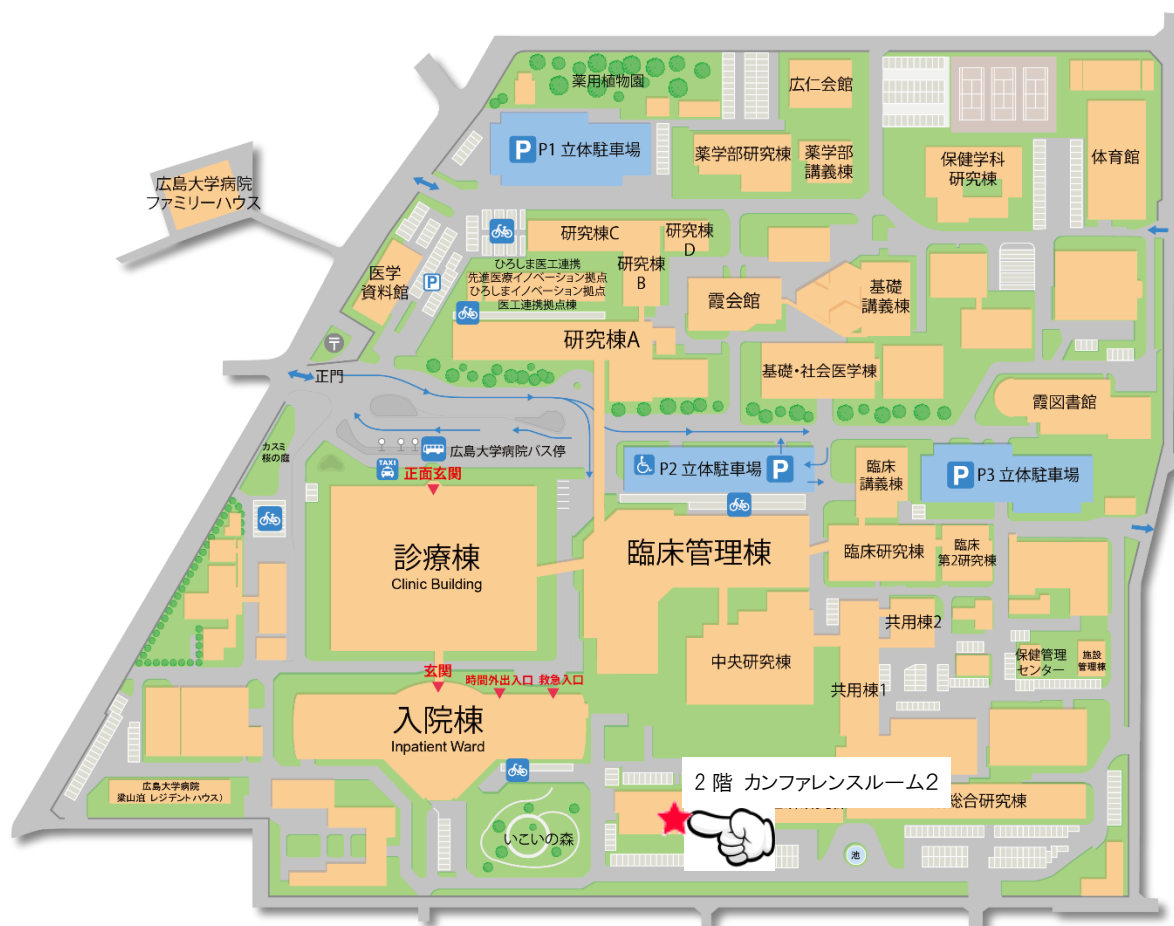 薬用植物園
広仁会館
P P1 立体駐車場
薬学部研究棟
薬学部
講義棟
保健学科
研究棟
体育館
広島大学病院
ファミリーハウス
研究棟C
研究棟
D
研究棟
B
医学
資料館
P
ひろしま医工連携
先進医療イノベーション拠点
ひろしまイノベーション拠点
医工連携拠点棟
霞会館
基礎
講義棟
研究棟A
基礎・社会医学棟
〒
正門
霞図書館
カスミ
桜の庭
広島大学病院バス停
TAXI
正面玄関
P2 立体駐車場 P
臨床
講義棟
P P3 立体駐車場
診療棟
Clinic Building
臨床管理棟
臨床研究棟
臨床
第2研究棟
共用棟2
中央研究棟
保健管理
センター
施設
管理棟
共用棟1
玄関
時間外出入口
救急入口
入院棟
Inpatient Ward
広島大学病院
梁山泊 レジデントハウス)
2階 カンファレンスルーム2
総合研究棟
いこいの森
池